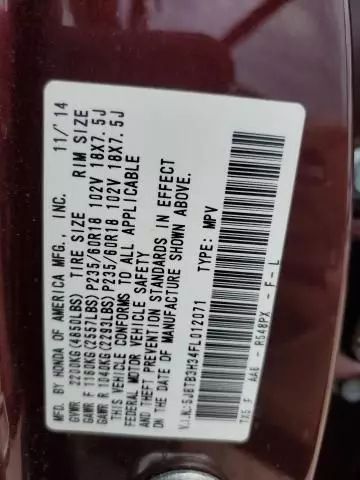 MFD. BY HONDA OF AMERICA MFG., INC. 11/'14
GVWR 2200KG(4850LBS) TIRE SIZE RIM SIZE
GAWR F 1160KG(2557LBS) P235/60R18 102V 18X7.5J
GAWR R 1040KG(2293LBS) P235/60R18 102V 18X7.5J
THIS VEHICLE CONFORMS TO ALL APPLICABLE
FEDERAL MOTOR VEHICLE SAFETY
AND THEFT PREVENTION STANDARDS IN EFFECT
ON THE DATE OF MANUFACTURE SHOWN ABOVE.
V.I.N.:5J8TB3H34FL012071 TYPE: MPV
TX5 F AA6 - R548PX - F - L